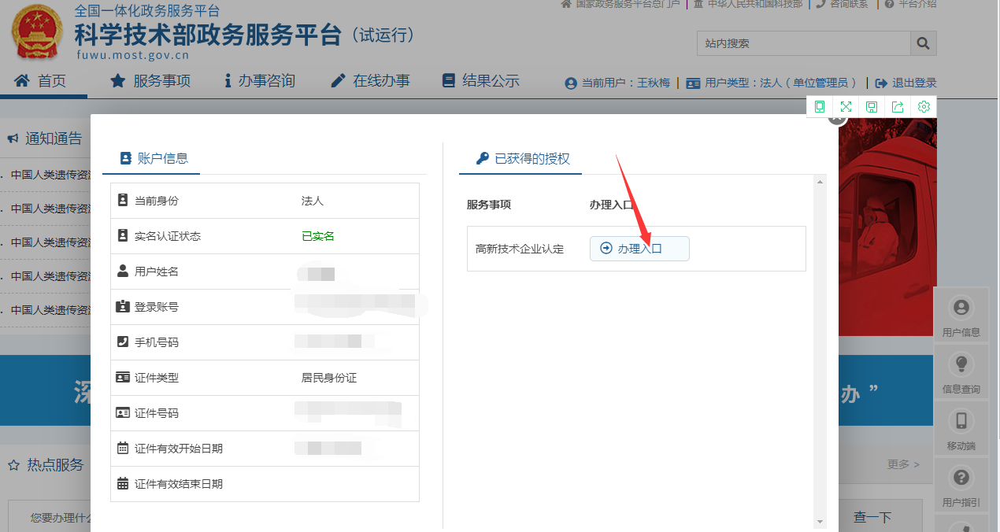 国家政务服务平台总门户 | 中华人民共和国科技部 | 咨询联系 | 平台介绍
全国一体化政务服务平台
科学技术部政务服务平台（试运行）
fuwu.most.gov.cn
站内搜索
首页 服务事项 办事咨询 在线办事 结果公示
当前用户：王秋梅 | 用户类型：法人（单位管理员） | 退出登录
通知通告
中国人类遗传资
中国人类遗传资
中国人类遗传资
中国人类遗传资
中国人类遗传资
账户信息
当前身份 法人
实名认证状态 已实名
用户姓名
登录账号
手机号码
证件类型 居民身份证
证件号码
证件有效开始日期
证件有效结束日期
已获得的授权
服务事项 办理入口
高新技术企业认定 办理入口
深
办 ”
热点服务
更多 >
您要办理什么
查一下
用户信息
信息查询
移动端
用户指引